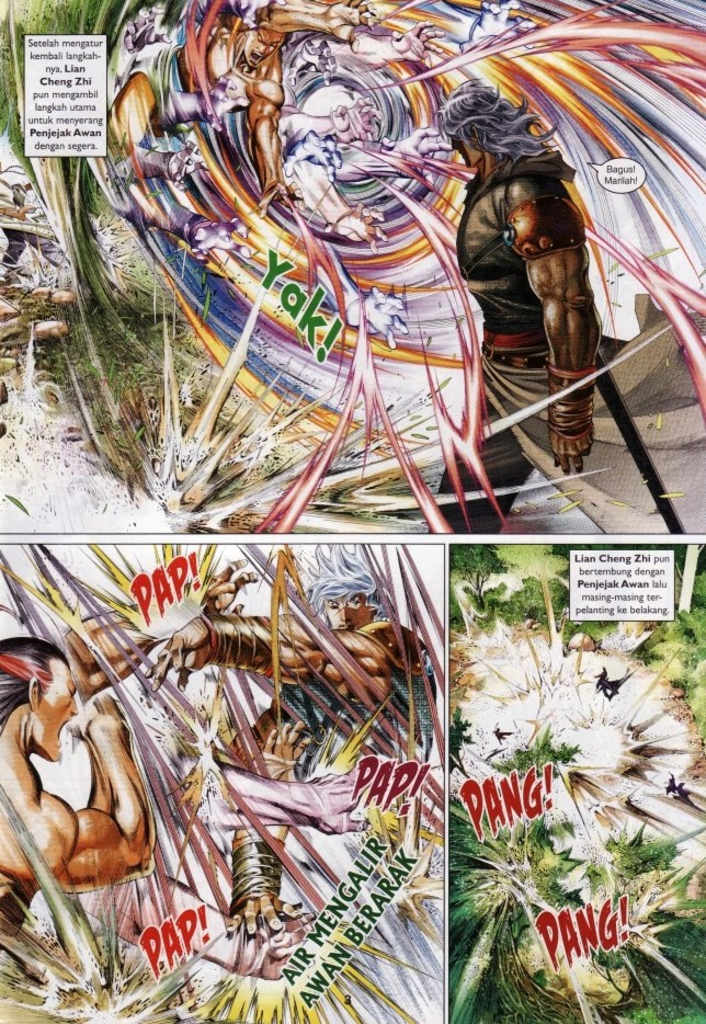 Setelah mengatur
kembali langkah-
nya, Lian
Cheng Zhi
pun mengambil
langkah utama
untuk menyerang
Penjejak Awan
dengan segera.
Bagus!
Marilah!
Yak!
PAP!
PAP!
PAP!
AIR MENGALIR
AWAN BERARAK
Lian Cheng Zhi pun
bertembung dengan
Penjejak Awan lalu
masing-masing ter-
pelanting ke belakang.
PANG!
PANG!